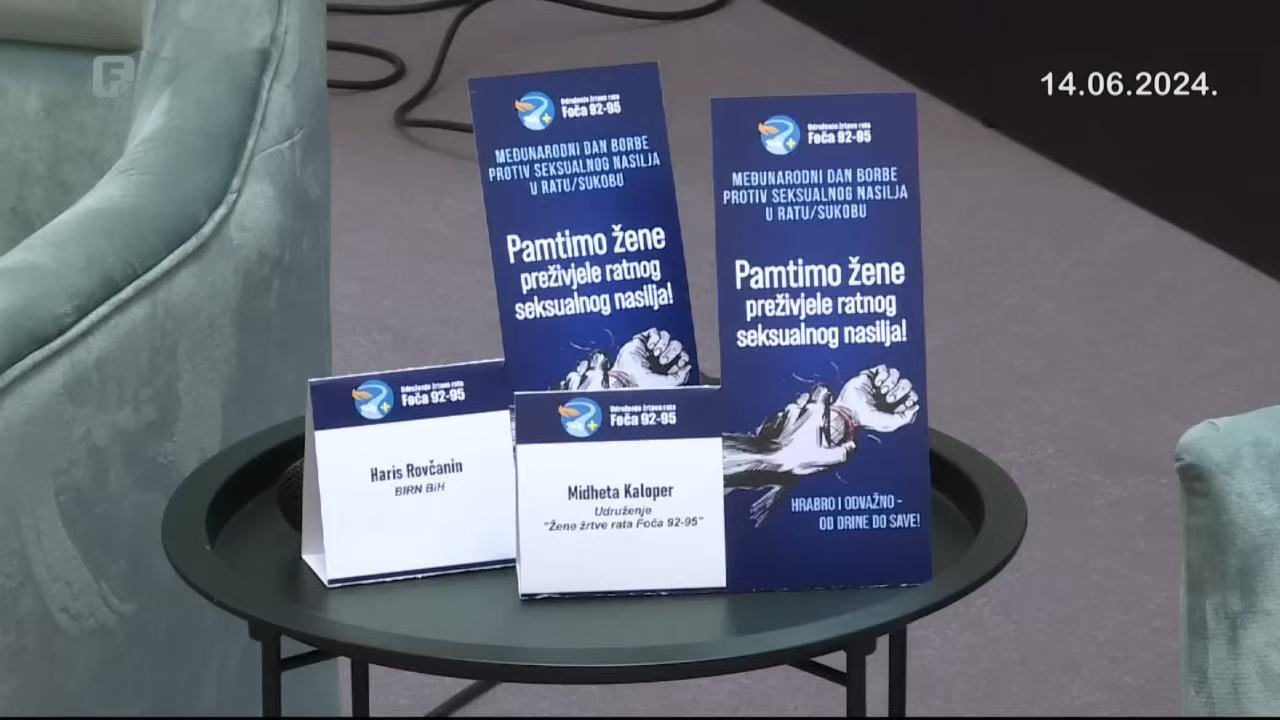 F
14.06.2024.
Udruženje žrtava rata
Foča 92-95
MEĐUNARODNI DAN BORBE
PROTIV SEKSUALNOG NASILJA
U RATU/SUKOBU
Pamtimo žene
preživjele ratnog
seksualnog nasilja!
Udruženje žrtava rata
Foča 92-95
MEĐUNARODNI DAN BORBE
PROTIV SEKSUALNOG NASILJA
U RATU/SUKOBU
Pamtimo žene
preživjele ratnog
seksualnog nasilja!
HRABRO I ODVAŽNO -
OD DRINE DO SAVE!
Udruženje žrtava rata
Foča 92-95
Haris Rovčanin
BIRN BiH
Udruženje žrtava rata
Foča 92-95
Midheta Kaloper
Udruženje
"Žene žrtve rata Foča 92-95"